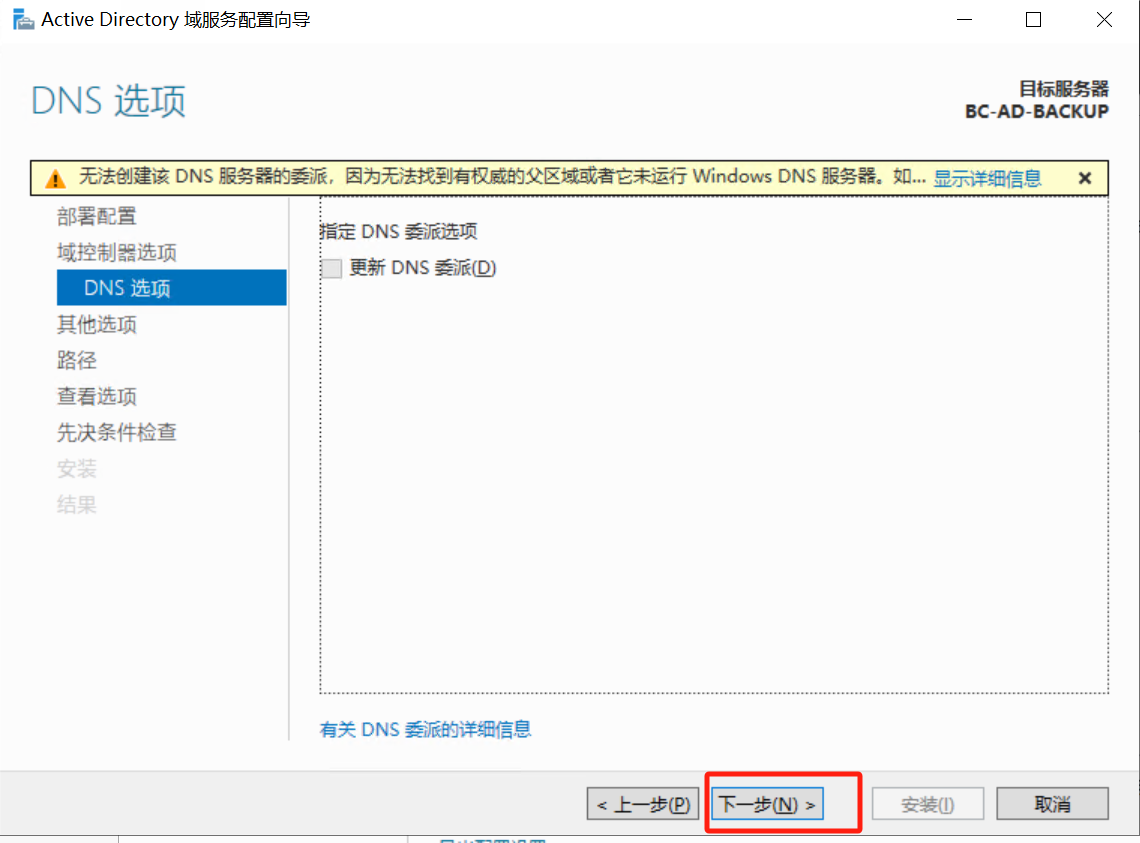 Active Directory 域服务配置向导
DNS 选项
目标服务器
BC-AD-BACKUP
无法创建该 DNS 服务器的委派，因为无法找到有权威的父区域或者它未运行 Windows DNS 服务器。如... 显示详细信息
部署配置
域控制器选项
DNS 选项
其他选项
路径
查看选项
先决条件检查
安装
结果
指定 DNS 委派选项
更新 DNS 委派(D)
有关 DNS 委派的详细信息
< 上一步(P) 下一步(N) > 安装(I) 取消